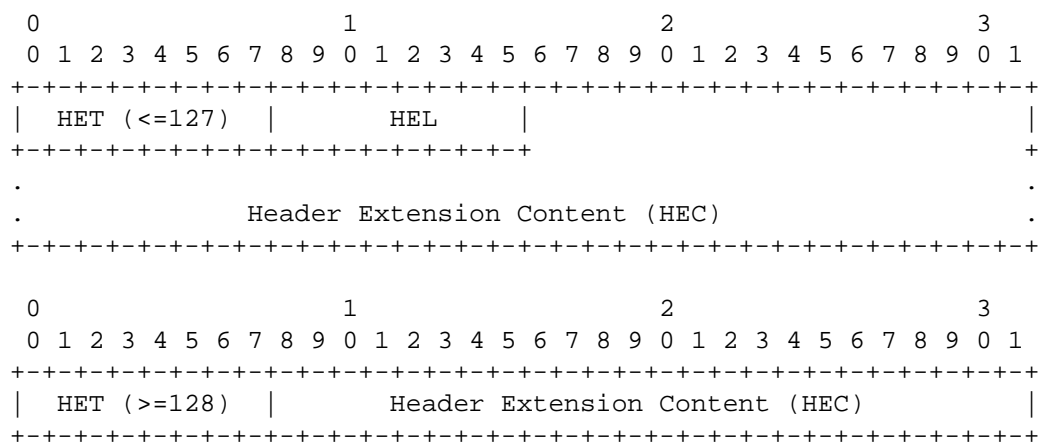 0                   1                   2                   3
 0 1 2 3 4 5 6 7 8 9 0 1 2 3 4 5 6 7 8 9 0 1 2 3 4 5 6 7 8 9 0 1
+-+-+-+-+-+-+-+-+-+-+-+-+-+-+-+-+-+-+-+-+-+-+-+-+-+-+-+-+-+-+-+-+
|  HET (<=127)  |       HEL     |                               |
+-+-+-+-+-+-+-+-+-+-+-+-+-+-+-+-+                               +
.                                                               .
.              Header Extension Content (HEC)                   .
+-+-+-+-+-+-+-+-+-+-+-+-+-+-+-+-+-+-+-+-+-+-+-+-+-+-+-+-+-+-+-+-+

 0                   1                   2                   3
 0 1 2 3 4 5 6 7 8 9 0 1 2 3 4 5 6 7 8 9 0 1 2 3 4 5 6 7 8 9 0 1
+-+-+-+-+-+-+-+-+-+-+-+-+-+-+-+-+-+-+-+-+-+-+-+-+-+-+-+-+-+-+-+-+
|  HET (>=128)  |       Header Extension Content (HEC)          |
+-+-+-+-+-+-+-+-+-+-+-+-+-+-+-+-+-+-+-+-+-+-+-+-+-+-+-+-+-+-+-+-+